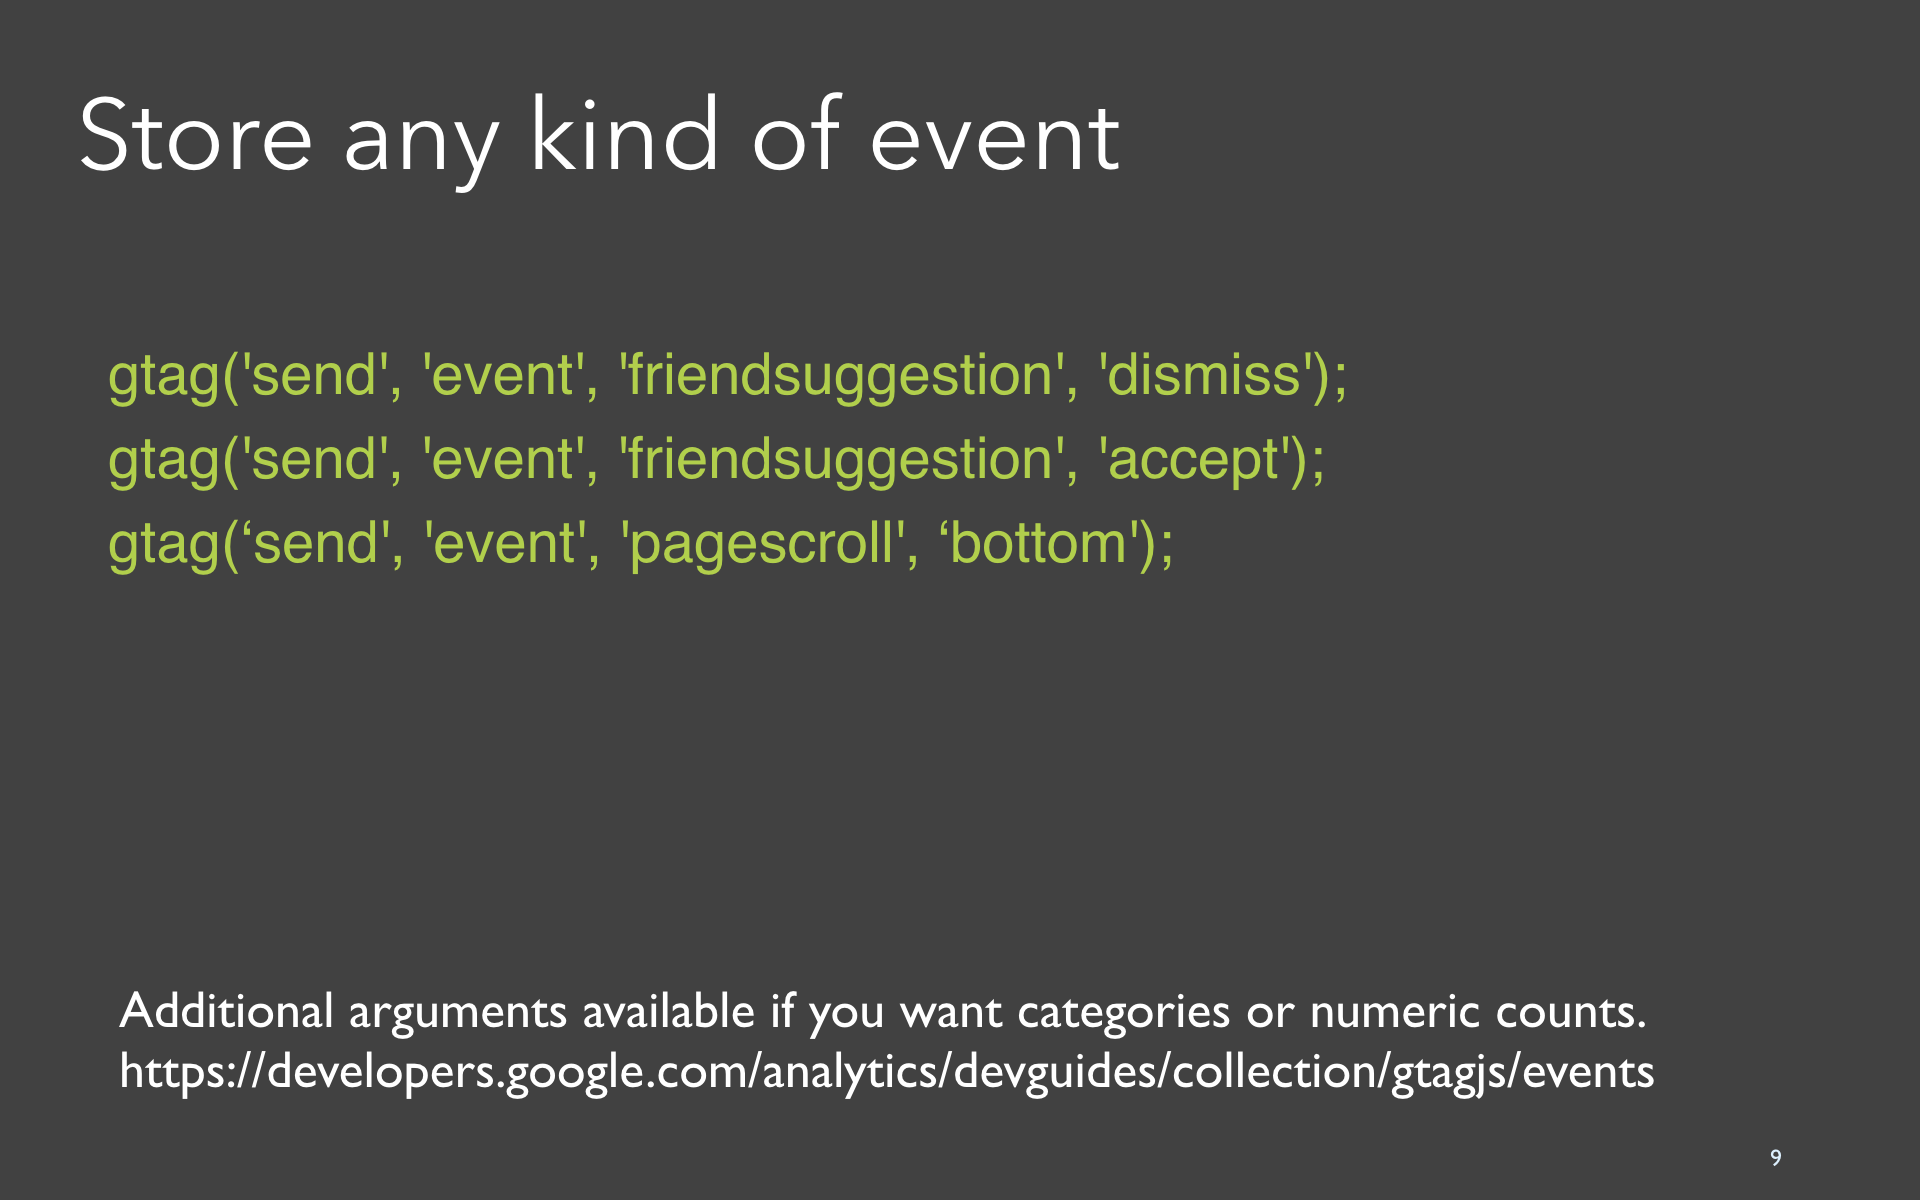 Store any kind of event
gtag('send', 'event', 'friendsuggestion', 'dismiss');
gtag('send', 'event', 'friendsuggestion', 'accept');
gtag(‘send', 'event', 'pagescroll', ‘bottom');
Additional arguments available if you want categories or numeric counts.
https://developers.google.com/analytics/devguides/collection/gtagjs/events
9